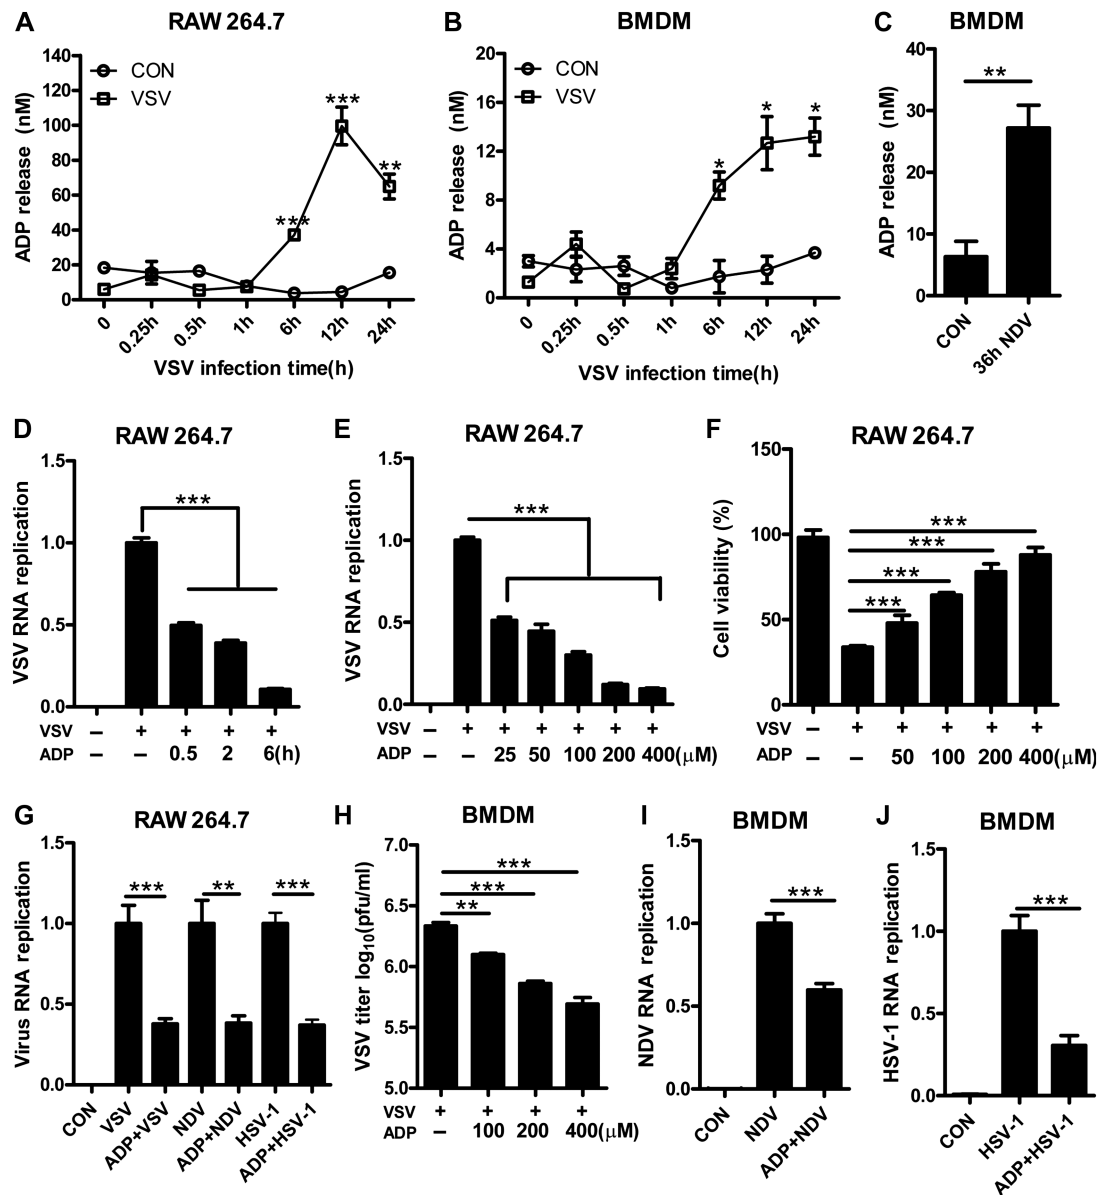 A RAW 264.7
ADP release (nM)
140
120
100
80
60
40
20
0
CON
VSV
***
***
**
0 0.25h 0.5h 1h 6h 12h 24h
VSV infection time(h)
B BMDM
ADP release (nM)
20
16
12
8
4
0
CON
VSV
*
*
*
0 0.25h 0.5h 1h 6h 12h 24h
VSV infection time(h)
C BMDM
ADP release (nM)
40
30
20
10
0
**
CON 36h NDV
D RAW 264.7
VSV RNA replication
1.5
1.0
0.5
0.0
***
VSV – + + + +
ADP – – 0.5 2 6(h)
E RAW 264.7
VSV RNA replication
1.5
1.0
0.5
0.0
***
VSV – + + + + + +
ADP – – 25 50 100 200 400(μM)
F RAW 264.7
Cell viability (%)
150
100
50
0
***
***
***
***
VSV – + + + + +
ADP – – 50 100 200 400(μM)
G RAW 264.7
Virus RNA replication
1.5
1.0
0.5
0.0
*** ** ***
CON VSV ADP+VSV NDV ADP+NDV HSV-1 ADP+HSV-1
H BMDM
VSV titer log10(pfu/ml)
7.0
6.5
6.0
5.5
5.0
***
***
**
VSV + + + +
ADP – 100 200 400(μM)
I BMDM
NDV RNA replication
1.5
1.0
0.5
0.0
***
CON NDV ADP+NDV
J BMDM
HSV-1 RNA replication
1.5
1.0
0.5
0.0
***
CON HSV-1 ADP+HSV-1